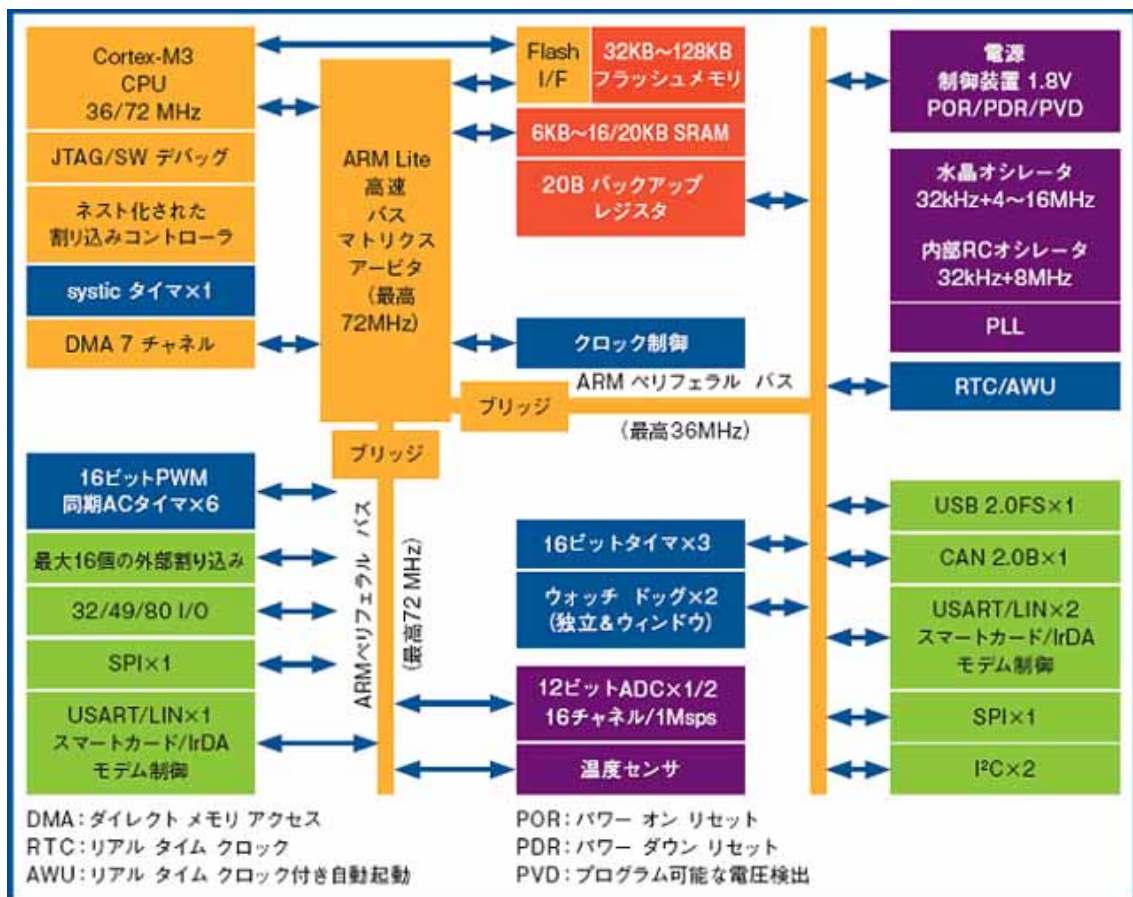 Cortex-M3
CPU
36/72 MHz
JTAG/SW デバッグ
ネスト化された
割り込みコントローラ
systic タイマ×1
DMA 7 チャネル
ARM Lite
高速
バス
マトリクス
アービタ
(最高
72MHz)
Flash
I/F
32KB～128KB
フラッシュメモリ
6KB～16/20KB SRAM
20B バックアップ
レジスタ
クロック制御
ARM ペリフェラル バス
(最高36MHz)
ブリッジ
ブリッジ
電源
制御装置 1.8V
POR/PDR/PVD
水晶オシレータ
32kHz+4～16MHz
内部RCオシレータ
32kHz+8MHz
PLL
RTC/AWU
16ビットPWM
同期ACタイマ×6
最大16個の外部割り込み
32/49/80 I/O
SPI×1
USART/LIN×1
スマートカード/IrDA
モデム制御
ARMペリフェラル バス
(最高72 MHz)
16ビットタイマ×3
ウォッチ ドッグ×2
(独立&ウィンドウ)
12ビットADC×1/2
16チャネル/1Msps
温度センサ
USB 2.0FS×1
CAN 2.0B×1
USART/LIN×2
スマートカード/IrDA
モデム制御
SPI×1
I²C×2
DMA：ダイレクト メモリ アクセス
RTC：リアル タイム クロック
AWU：リアル タイム クロック付き自動起動
POR：パワー オン リセット
PDR：パワー ダウン リセット
PVD：プログラム可能な電圧検出